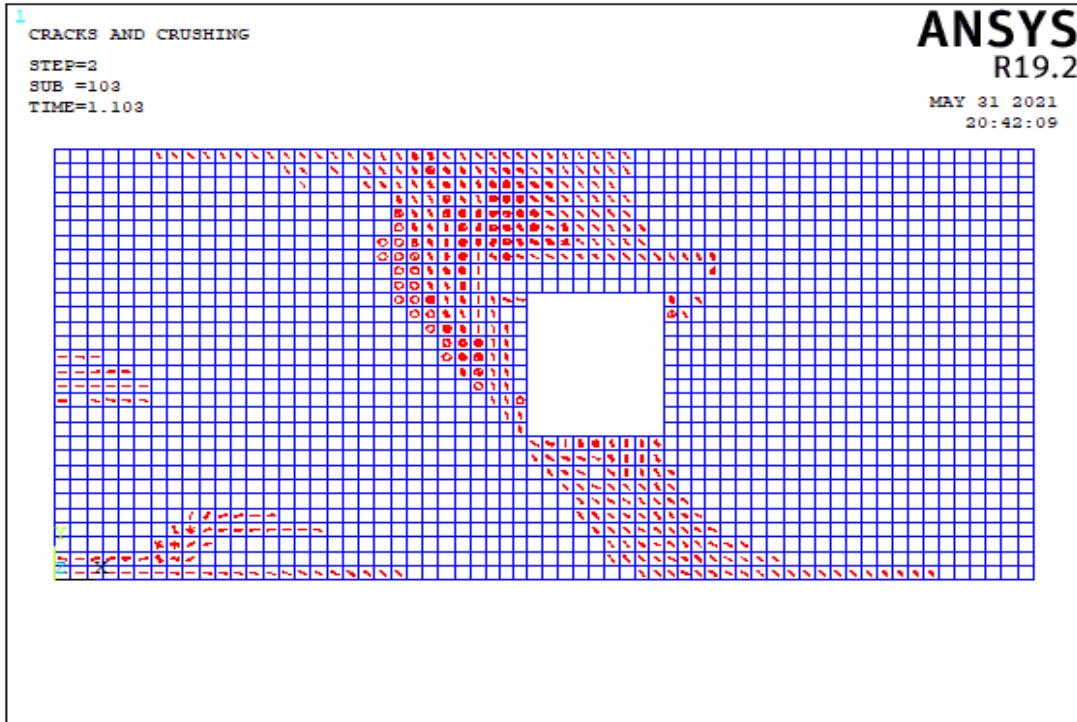 1
CRACKS AND CRUSHING
STEP=2
SUB =103
TIME=1.103
ANSYS
R19.2
MAY 31 2021
20:42:09
Y
Z X